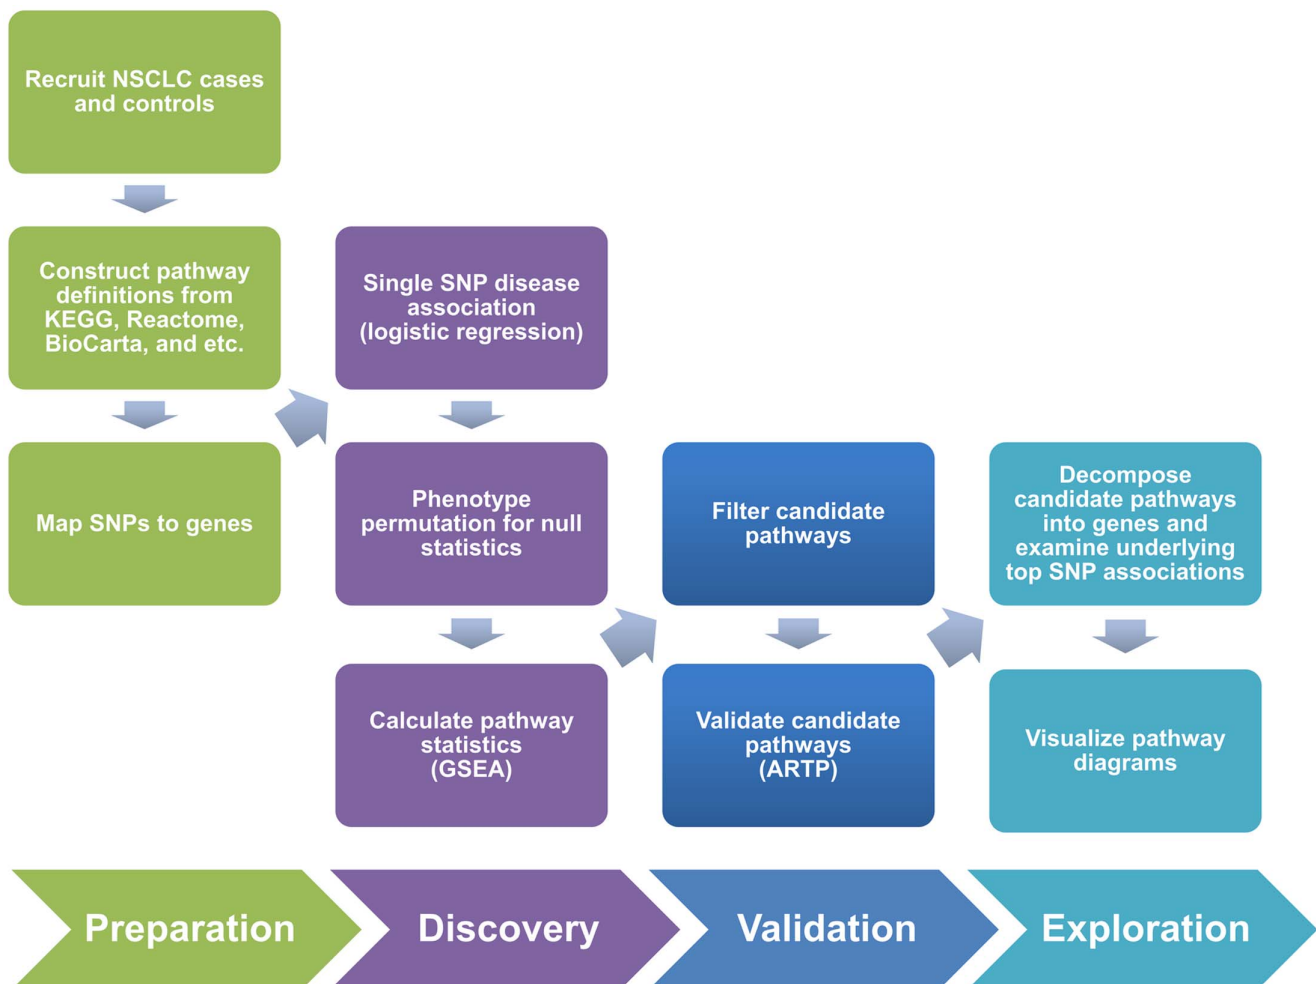 Recruit NSCLC cases
and controls
Construct pathway
definitions from
KEGG, Reactome,
BioCarta, and etc.
Map SNPs to genes
Single SNP disease
association
(logistic regression)
Phenotype
permutation for null
statistics
Calculate pathway
statistics
(GSEA)
Filter candidate
pathways
Validate candidate
pathways
(ARTP)
Decompose
candidate pathways
into genes and
examine underlying
top SNP associations
Visualize pathway
diagrams
Preparation
Discovery
Validation
Exploration